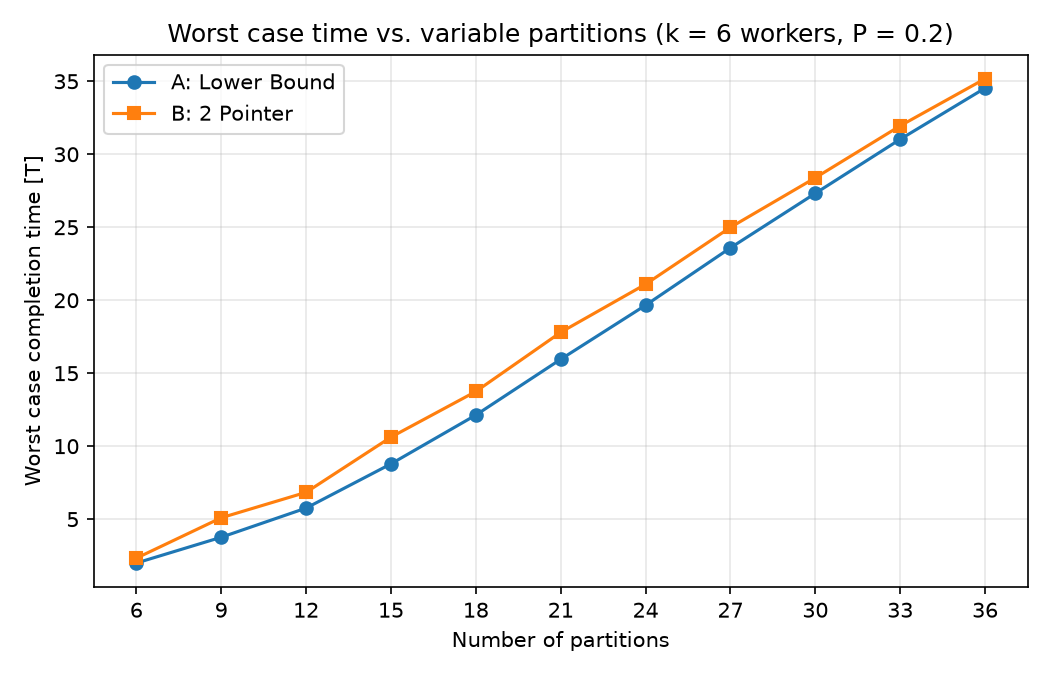 Worst case time vs. variable partitions (k = 6 workers, P = 0.2)
A: Lower Bound
B: 2 Pointer
Worst case completion time [T]
35
30
25
20
15
10
5
6 9 12 15 18 21 24 27 30 33 36
Number of partitions